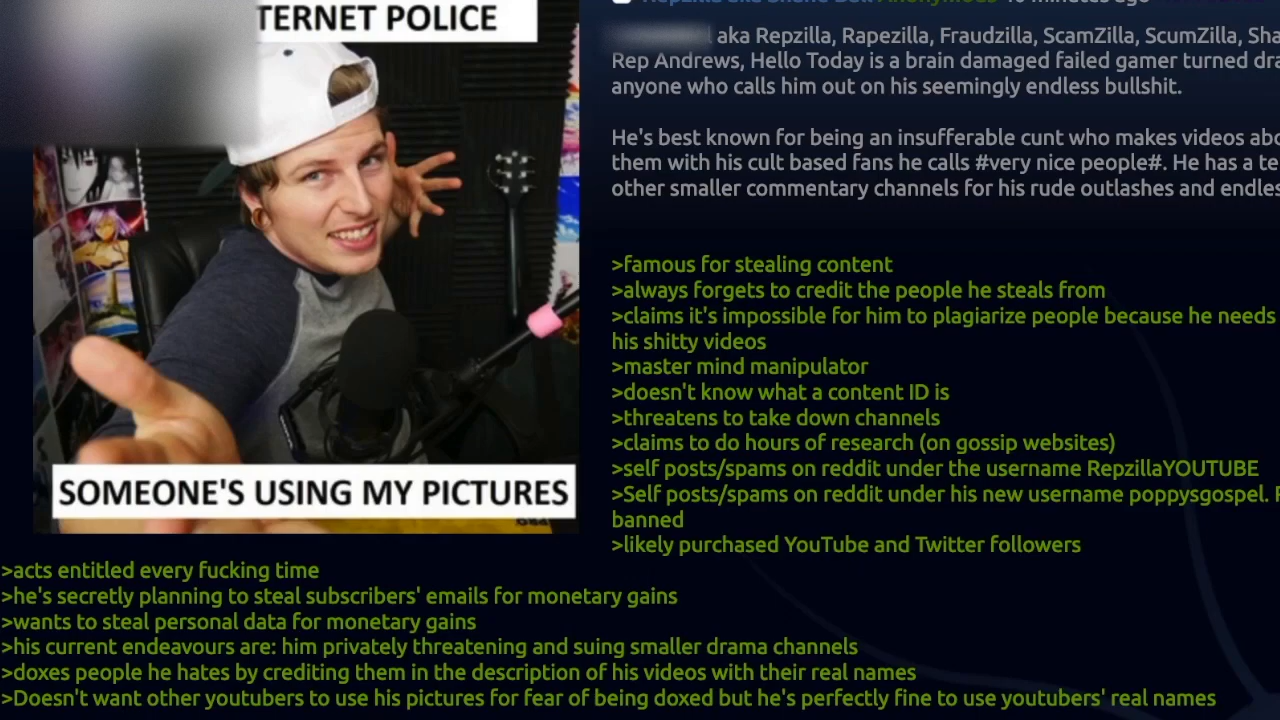 TERNET POLICE
SOMEONE'S USING MY PICTURES
aka Repzilla, Rapezilla, Fraudzilla, ScamZilla, ScumZilla, Sha
Rep Andrews, Hello Today is a brain damaged failed gamer turned dra
anyone who calls him out on his seemingly endless bullshit.
He's best known for being an insufferable cunt who makes videos abo
them with his cult based fans he calls #very nice people#. He has a te
other smaller commentary channels for his rude outlashes and endles
>famous for stealing content
>always forgets to credit the people he steals from
>claims it's impossible for him to plagiarize people because he needs
his shitty videos
>master mind manipulator
>doesn't know what a content ID is
>threatens to take down channels
>claims to do hours of research (on gossip websites)
>self posts/spams on reddit under the username RepzillaYOUTUBE
>Self posts/spams on reddit under his new username poppysgospel.
banned
>likely purchased YouTube and Twitter followers
>acts entitled every fucking time
>he's secretly planning to steal subscribers' emails for monetary gains
>wants to steal personal data for monetary gains
>his current endeavours are: him privately threatening and suing smaller drama channels
>doxes people he hates by crediting them in the description of his videos with their real names
>Doesn't want other youtubers to use his pictures for fear of being doxed but he's perfectly fine to use youtubers' real names